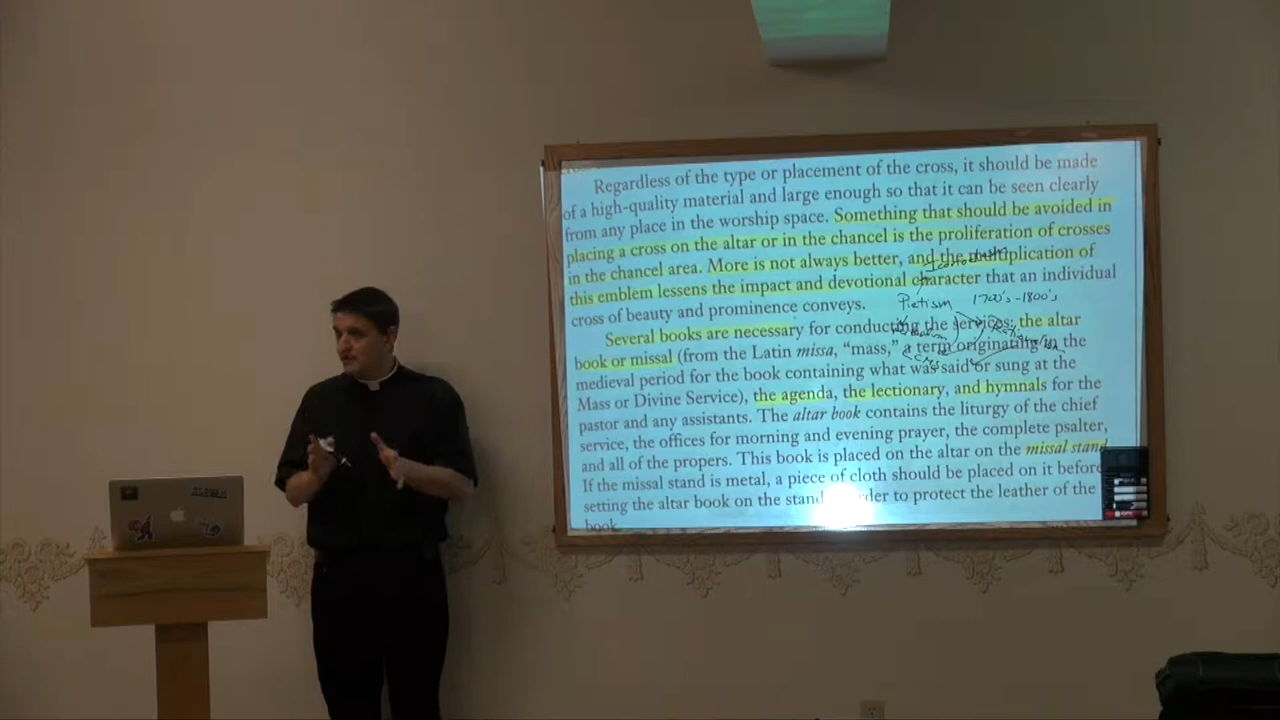 Regardless of the type or placement of the cross, it should be made
of a high-quality material and large enough so that it can be seen clearly
from any place in the worship space. Something that should be avoided in
placing a cross on the altar or in the chancel is the proliferation of crosses
in the chancel area. More is not always better, and the multiplication of
this emblem lessens the impact and devotional character that an individual
cross of beauty and prominence conveys.
Pietism 1700's-1800's
Several books are necessary for conducting the services: the altar
book or missal (from the Latin missa, “mass,” a term originating in the
medieval period for the book containing what was said or sung at the
Mass or Divine Service), the agenda, the lectionary, and hymnals for the
pastor and any assistants. The altar book contains the liturgy of the chief
service, the offices for morning and evening prayer, the complete psalter,
and all of the propers. This book is placed on the altar on the missal stand
If the missal stand is metal, a piece of cloth should be placed on it before
setting the altar book on the stand order to protect the leather of the
book.